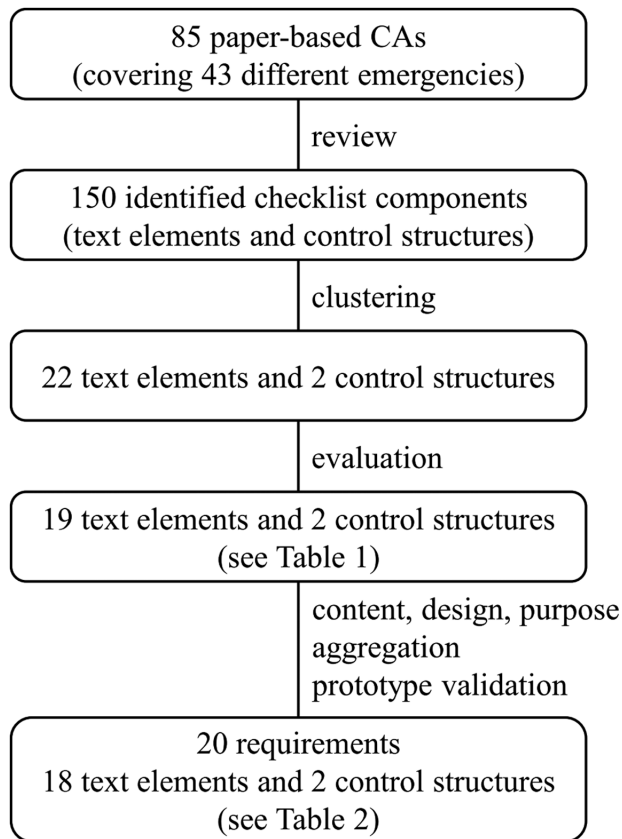 85 paper-based CAs
(covering 43 different emergencies)
review
150 identified checklist components
(text elements and control structures)
clustering
22 text elements and 2 control structures
evaluation
19 text elements and 2 control structures
(see Table 1)
content, design, purpose
aggregation
prototype validation
20 requirements
18 text elements and 2 control structures
(see Table 2)